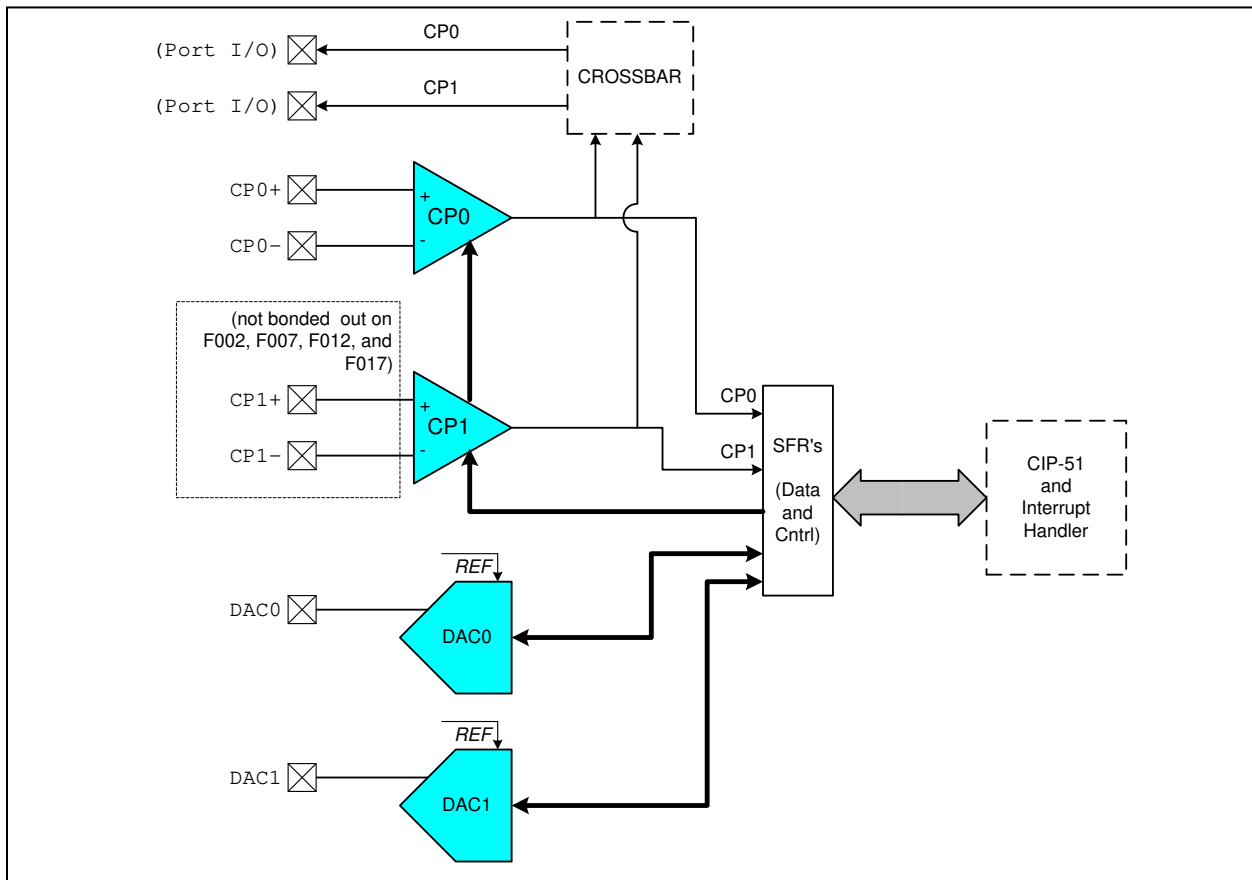 (Port I/O)
CP0
CROSSBAR
(Port I/O)
CP1
CP0+
+
CP0
CP0-
-
(not bonded out on
F002, F007, F012, and
F017)
CP1+
+
CP1
CP1-
-
CP0
CP1
SFR's
(Data
and
Cntrl)
CIP-51
and
Interrupt
Handler
REF
DAC0
DAC0
REF
DAC1
DAC1